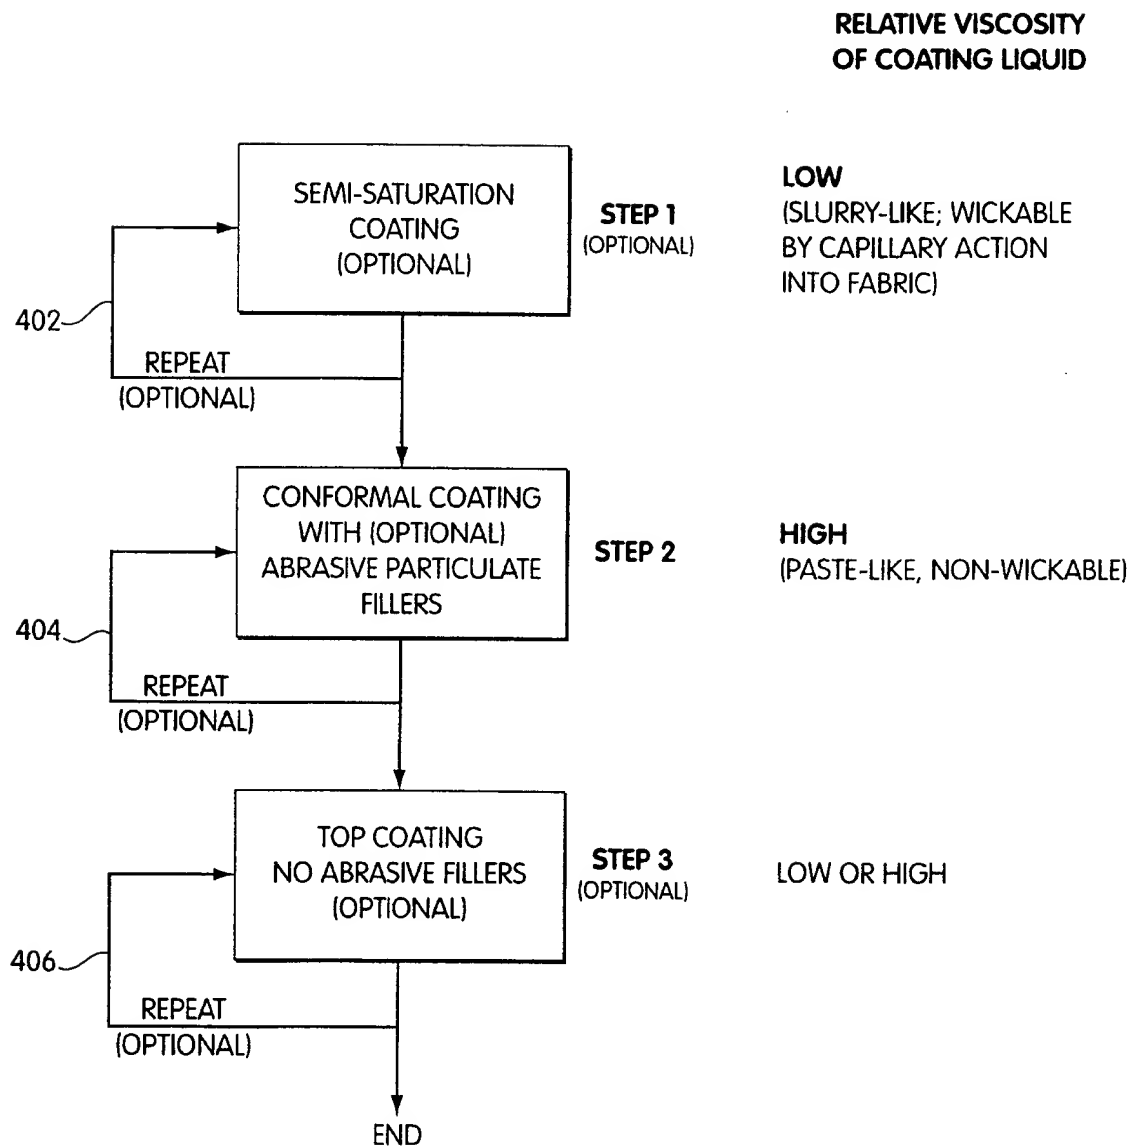 RELATIVE VISCOSITY
OF COATING LIQUID
SEMI-SATURATION
COATING
(OPTIONAL)
STEP 1
(OPTIONAL)
LOW
(SLURRY-LIKE; WICKABLE
BY CAPILLARY ACTION
INTO FABRIC)
402
REPEAT
(OPTIONAL)
CONFORMAL COATING
WITH (OPTIONAL)
ABRASIVE PARTICULATE
FILLERS
STEP 2
HIGH
(PASTE-LIKE, NON-WICKABLE)
404
REPEAT
(OPTIONAL)
TOP COATING
NO ABRASIVE FILLERS
(OPTIONAL)
STEP 3
(OPTIONAL)
LOW OR HIGH
406
REPEAT
(OPTIONAL)
END